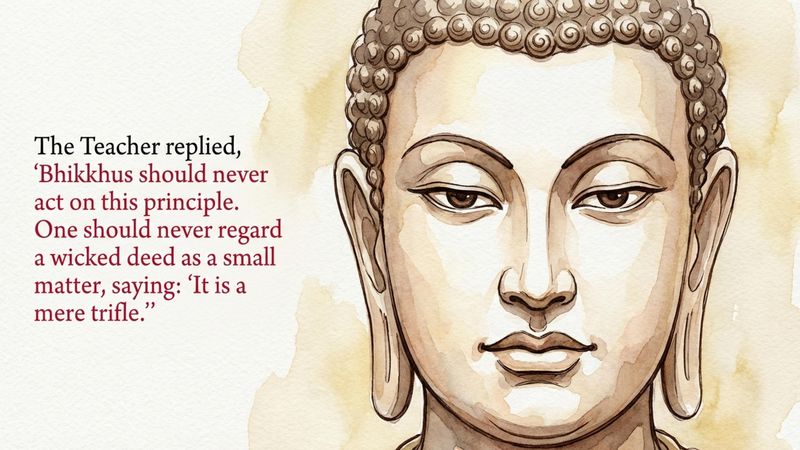 The Teacher replied,
‘Bhikkhus should never
act on this principle.
One should never regard
a wicked deed as a small
matter, saying: ‘It is a
mere trifle.’’